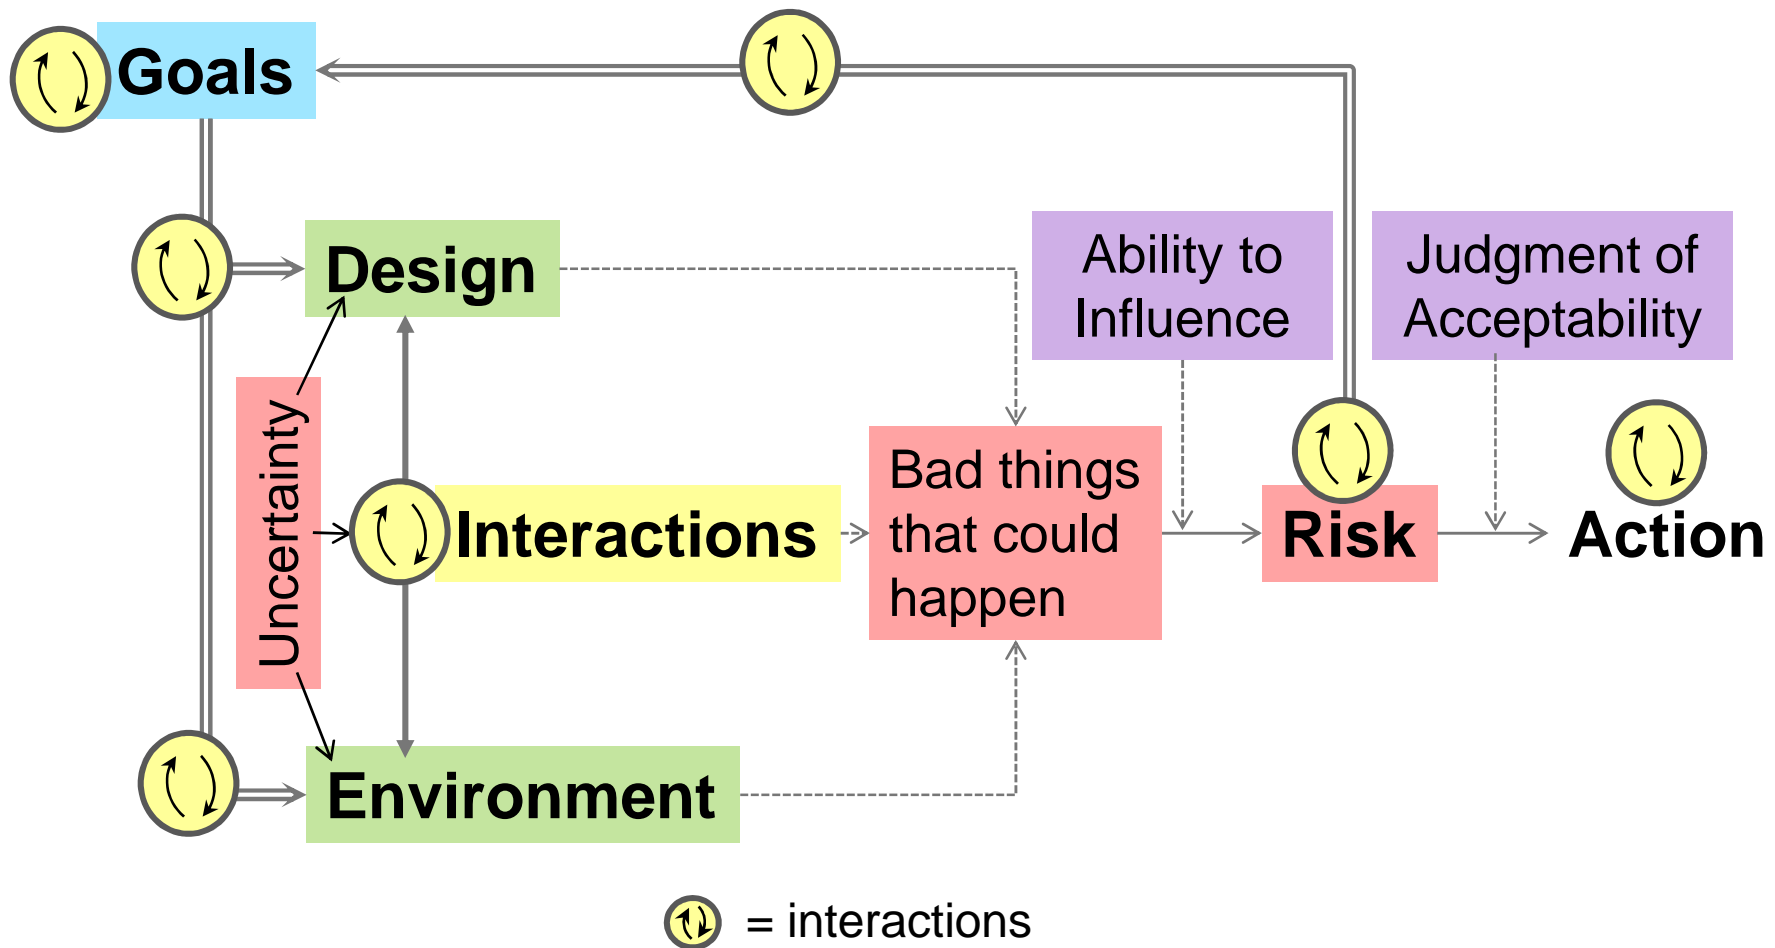 Goals
Design
Ability to
Influence
Judgment of
Acceptability
Uncertainty
Interactions
Bad things
that could
happen
Risk
Action
Environment
= interactions